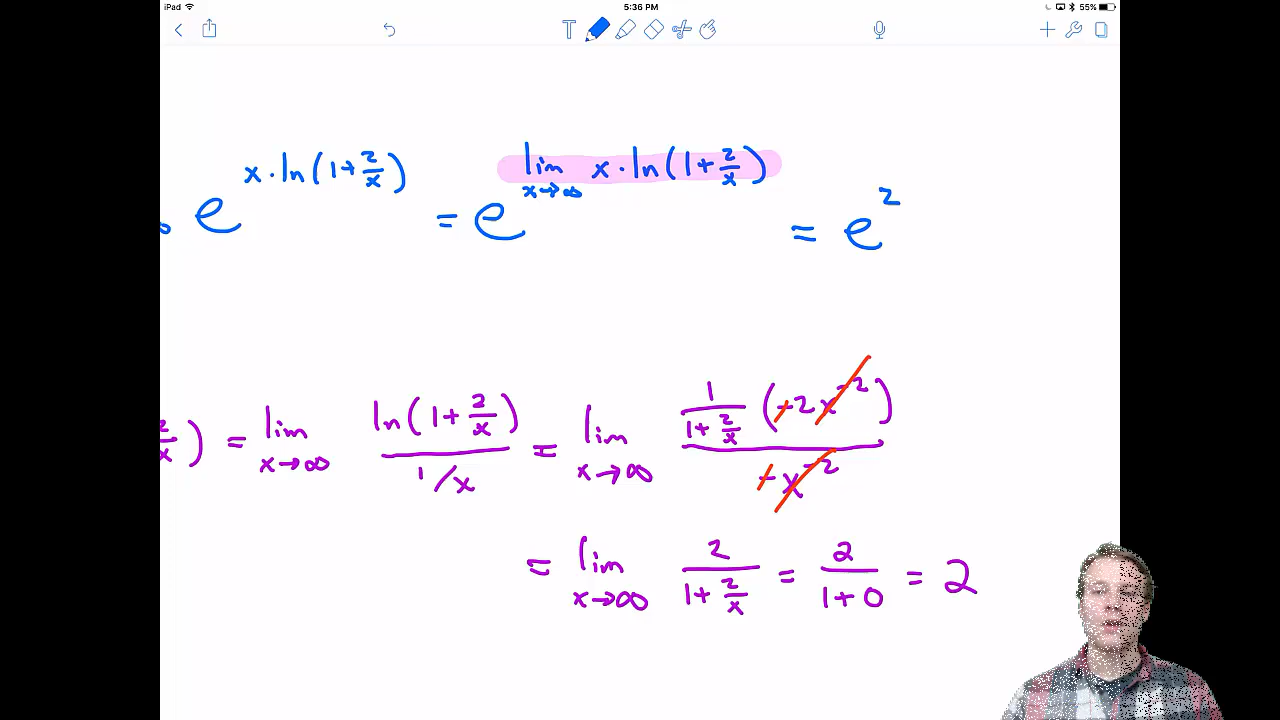 iPad 5:36 PM 55%
T
e^{x·ln(1+2/x)} = e^{lim_{x→∞} x·ln(1+2/x)} = e^2
2/x) = lim_{x→∞} ln(1+2/x) / (1/x) = lim_{x→∞} (1/(1+2/x) (-2x^{-2})) / (-x^{-2})
= lim_{x→∞} 2/(1+2/x) = 2/(1+0) = 2